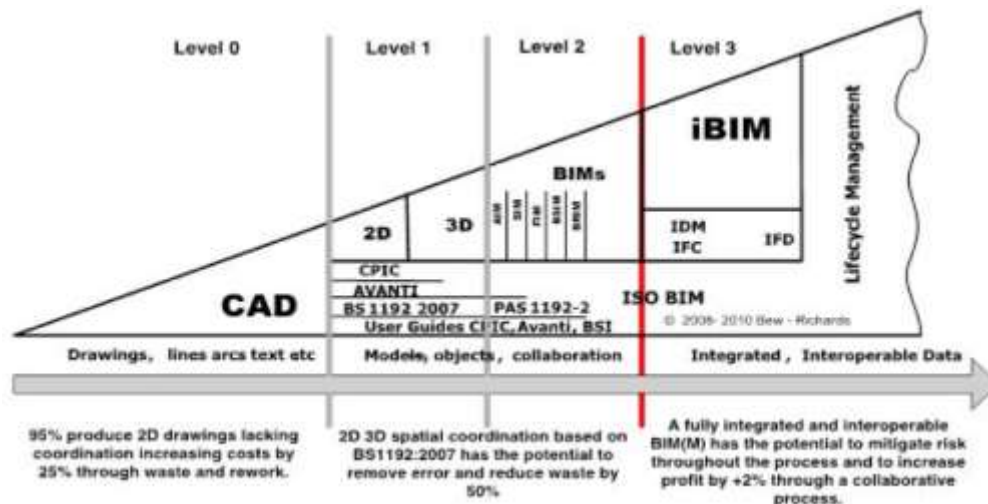 Level 0
Level 1
Level 2
Level 3
iBIM
BIMs
2D
3D
AIM
SIM
FIM
BSIM
BRIM
IDM
IFC
IFD
Lifecycle Management
CAD
CPIC
AVANTI
BS 1192 2007
PAS 1192-2
ISO BIM
User Guides CPIC, Avanti, BSI
© 2008- 2010 Bew - Richards
Drawings, lines arcs text etc
Models, objects, collaboration
Integrated, Interoperable Data
95% produce 2D drawings lacking
coordination increasing costs by
25% through waste and rework.
2D 3D spatial coordination based on
BS1192:2007 has the potential to
remove error and reduce waste by
50%
A fully integrated and interoperable
BIM(M) has the potential to mitigate risk
throughout the process and to increase
profit by +2% through a collaborative
process.